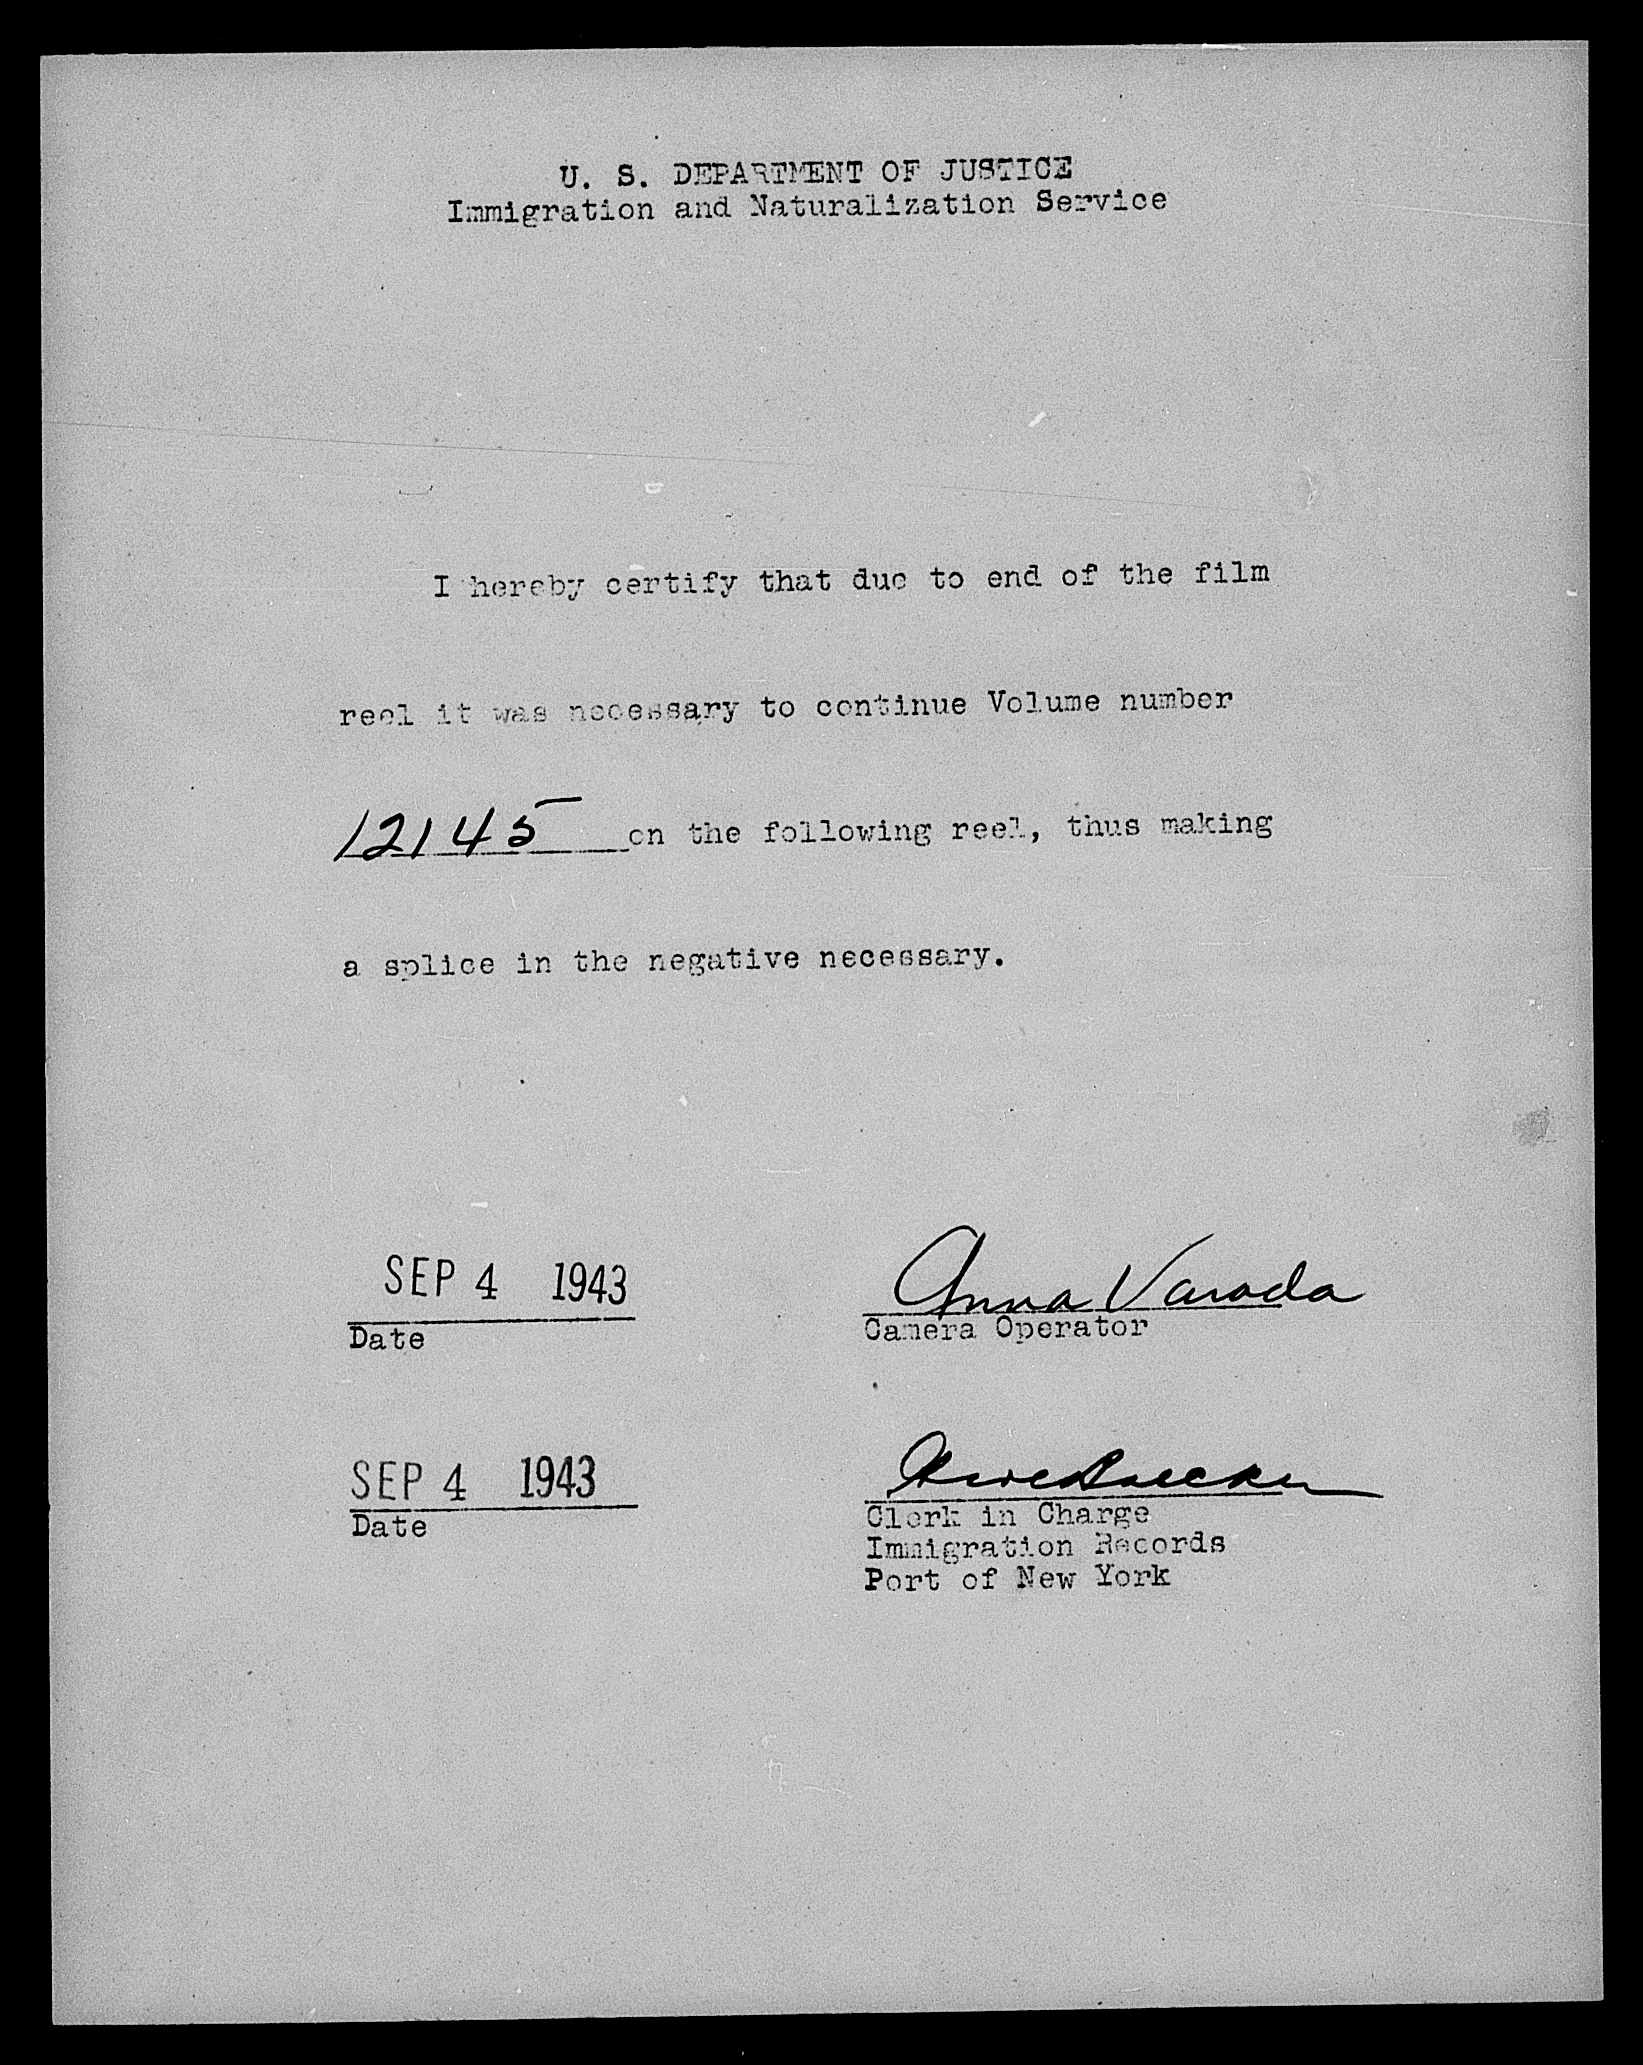 U. S. DEPARTMENT OF JUSTICE
Immigration and Naturalization Service
I hereby certify that due to end of the film
reel it was necessary to continue Volume number
12145 on the following reel, thus making
a splice in the negative necessary.
SEP 4 1943
Anna Varada
Date
Camera Operator
SEP 4 1943
Date
Clerk in Charge
Immigration Records
Port of New York